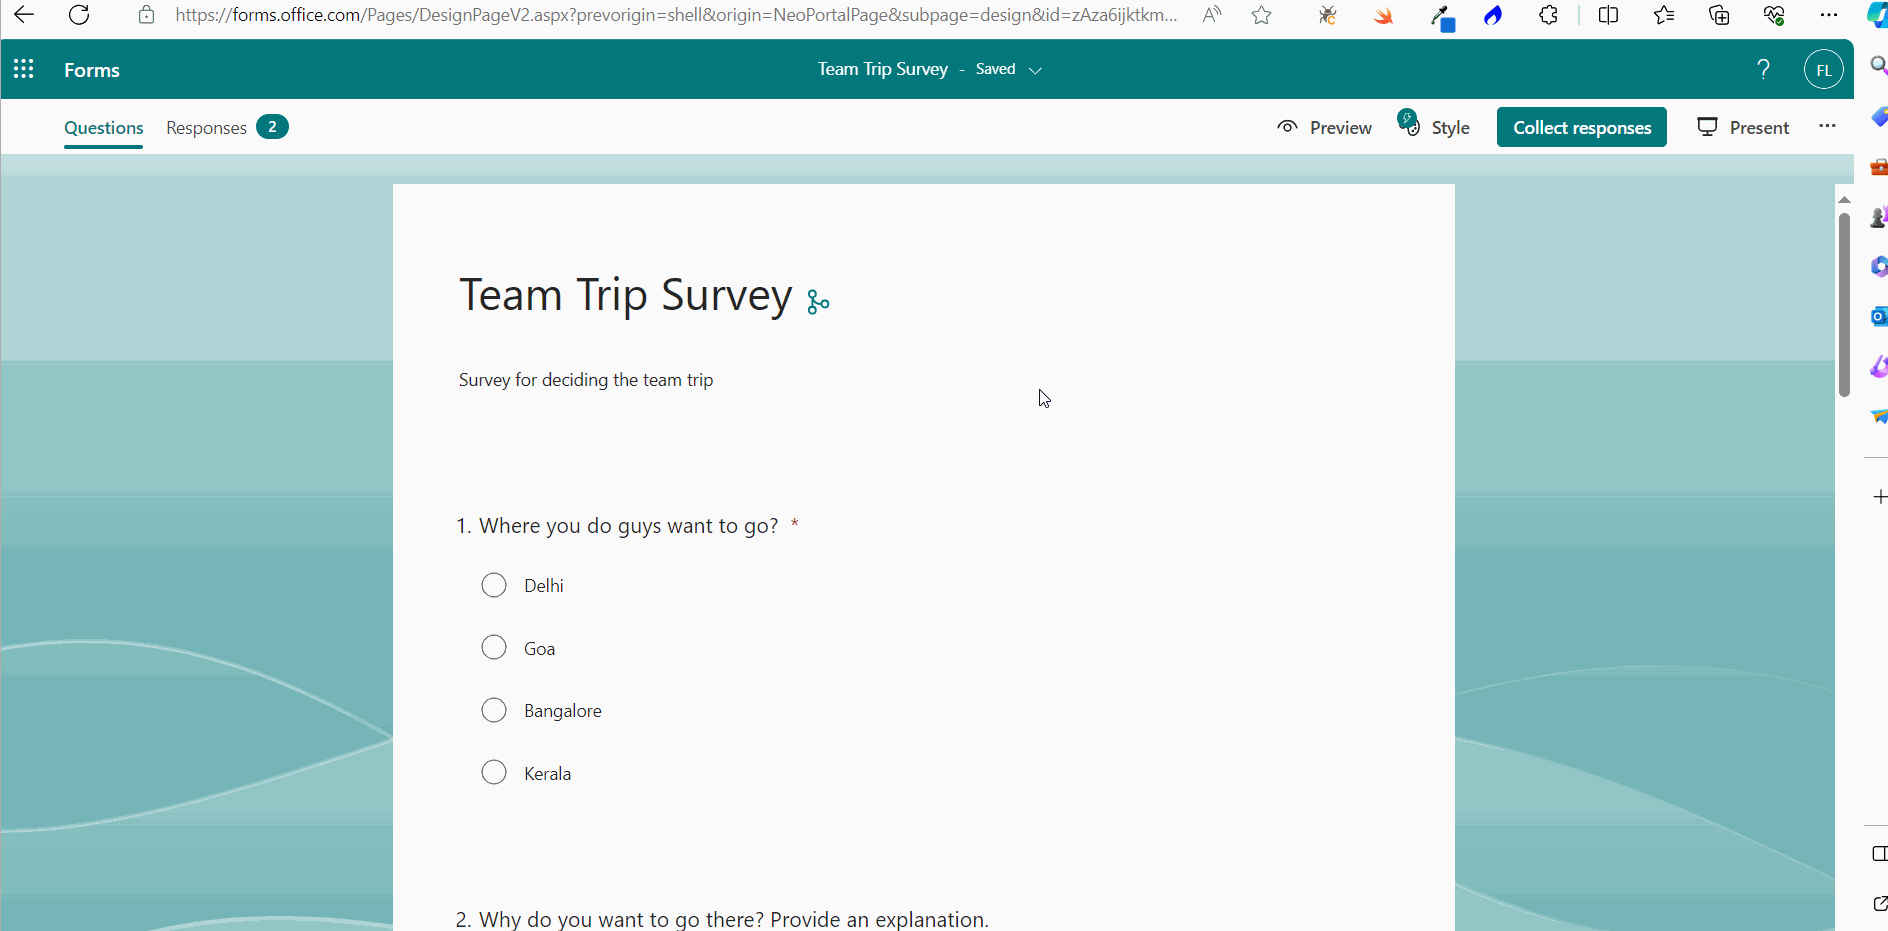 https://forms.office.com/Pages/DesignPageV2.aspx?prevorigin=shell&origin=NeoPortalPage&subpage=design&id=zAza6ijktkm...
Forms
Team Trip Survey - Saved
? FL
Questions Responses 2
Preview Style Collect responses Present
Team Trip Survey
Survey for deciding the team trip
1. Where you do guys want to go? *
Delhi
Goa
Bangalore
Kerala
2. Why do you want to go there? Provide an explanation.